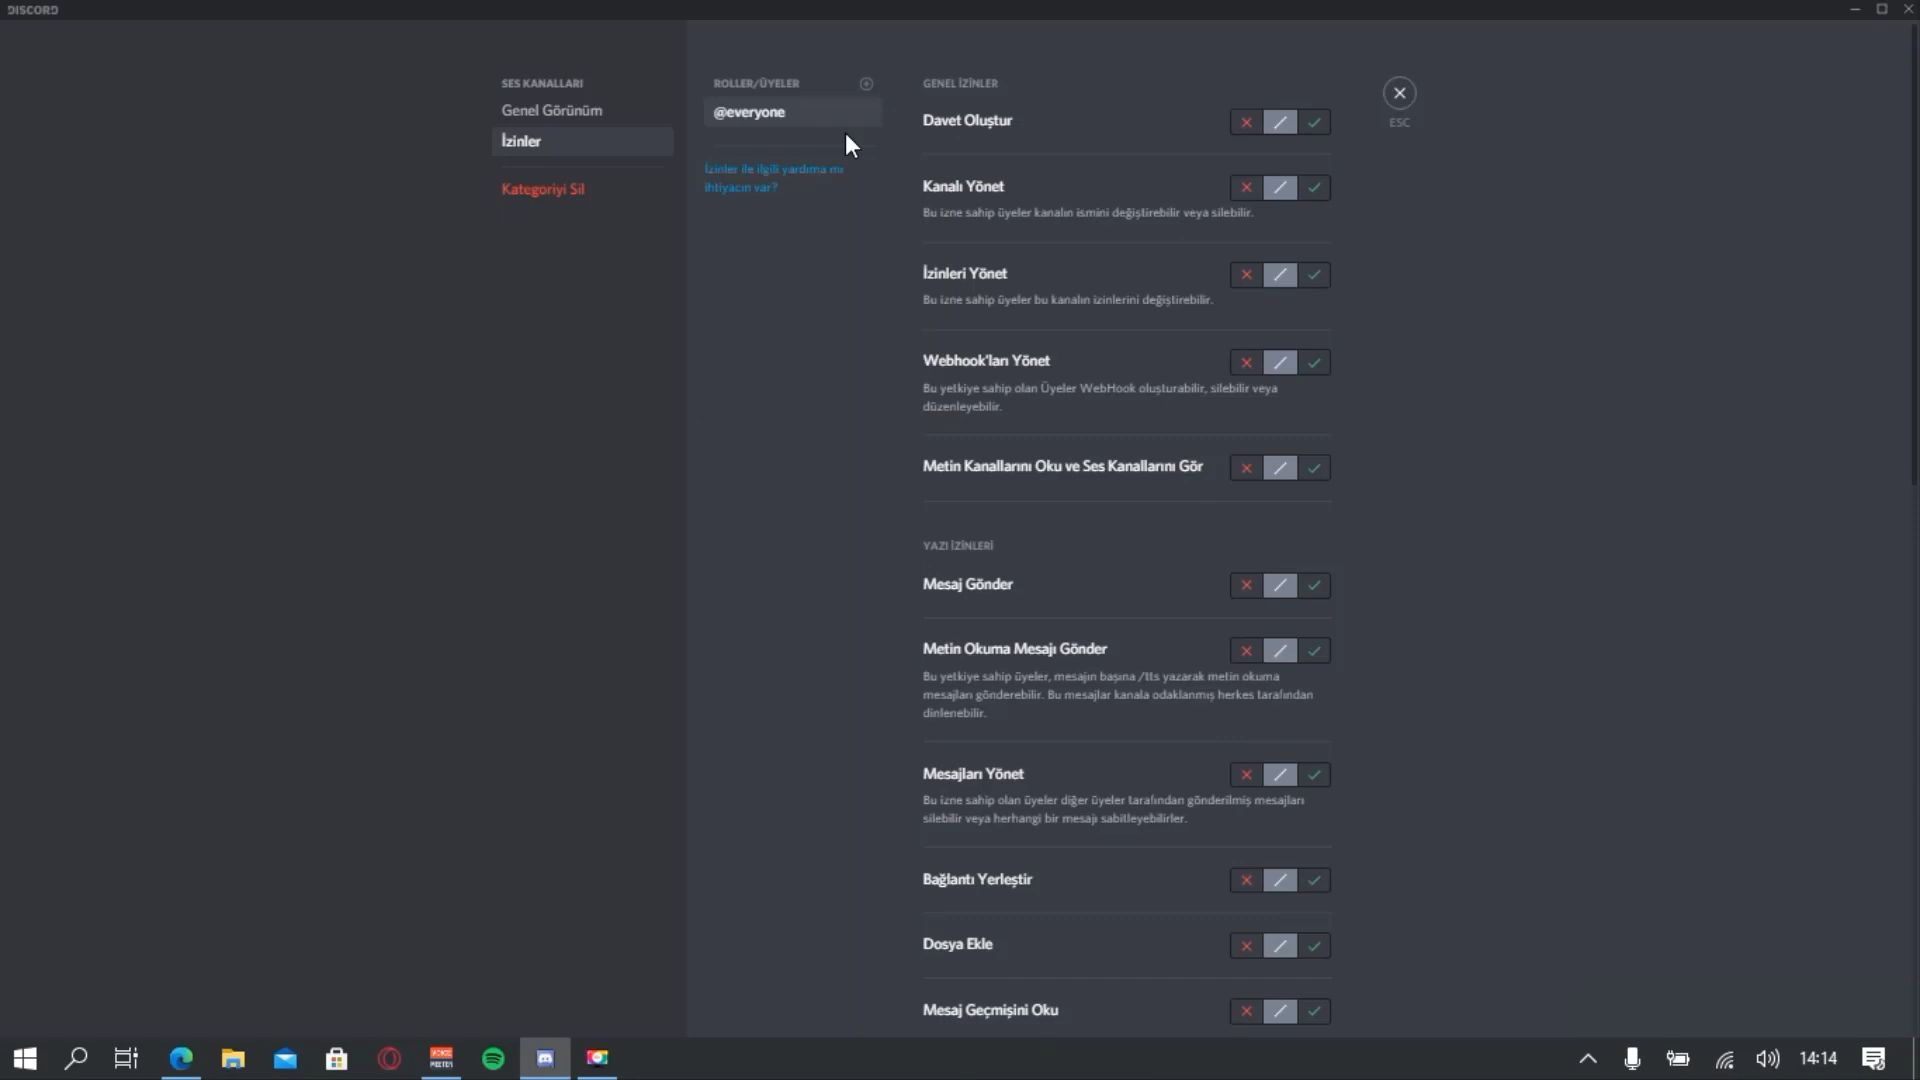 DISCORD
SES KANALLARI
Genel Görünüm
İzinler
Kategoriyi Sil
ROLLER/ÜYELER
@everyone
İzinler ile ilgili yardıma mı
ihtiyacın var?
GENEL İZİNLER
Davet Oluştur
Kanalı Yönet
Bu izne sahip üyeler kanalın ismini değiştirebilir veya silebilir.
İzinleri Yönet
Bu izne sahip üyeler bu kanalın izinlerini değiştirebilir.
Webhook'ları Yönet
Bu yetkiye sahip olan Üyeler WebHook oluşturabilir, silebilir veya
düzenleyebilir.
Metin Kanallarını Oku ve Ses Kanallarını Gör
YAZI İZİNLERİ
Mesaj Gönder
Metin Okuma Mesajı Gönder
Bu yetkiye sahip üyeler, mesajın başına /tts yazarak metin okuma
mesajları gönderebilir. Bu mesajlar kanala odaklanmış herkes tarafından
dinlenebilir.
Mesajları Yönet
Bu izne sahip olan üyeler diğer üyeler tarafından gönderilmiş mesajları
silebilir veya herhangi bir mesajı sabitleyebilirler.
Bağlantı Yerleştir
Dosya Ekle
Mesaj Geçmişini Oku
ESC
VOICE
MEETER
14:14